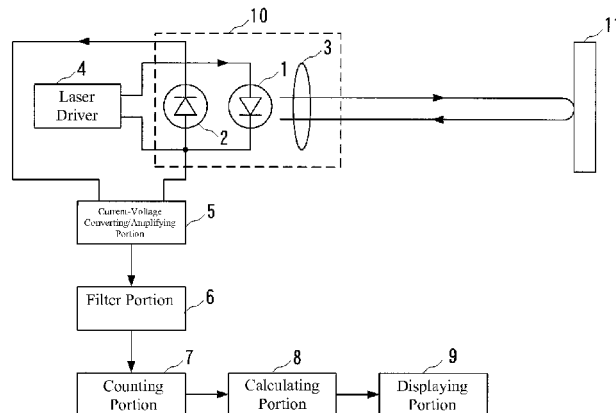 10
11
3
4
1
Laser
Driver
2
5
Current-Voltage
Converting/Amplifying
Portion
Filter Portion
6
7
8
9
Counting
Portion
Calculating
Portion
Displaying
Portion